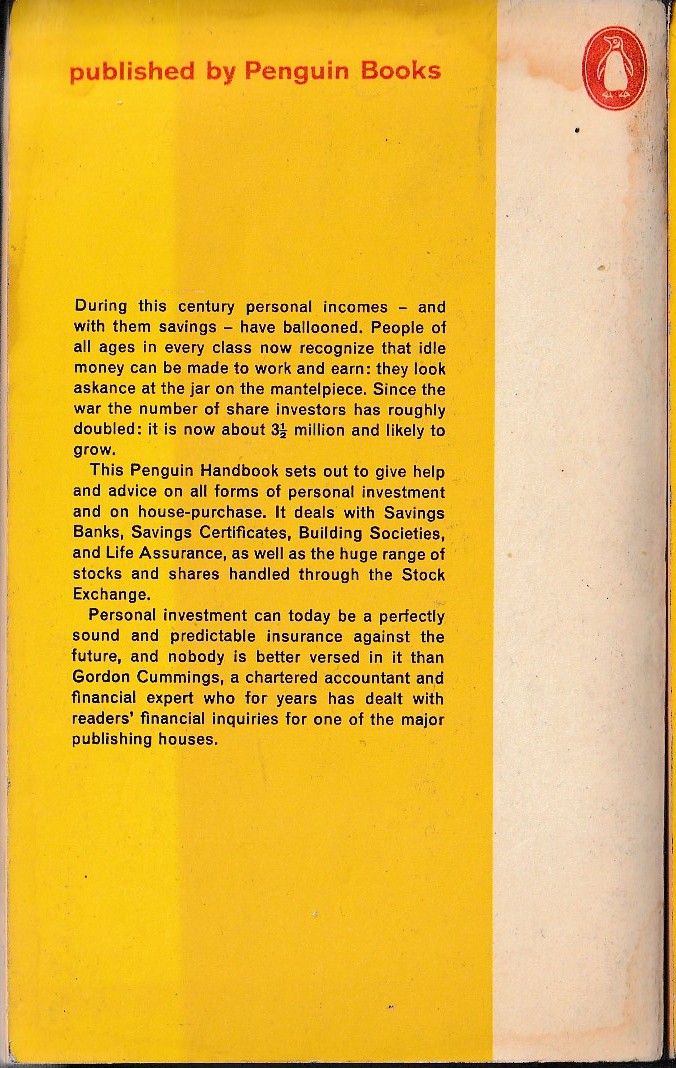 published by Penguin Books
During this century personal incomes – and
with them savings – have ballooned. People of
all ages in every class now recognize that idle
money can be made to work and earn: they look
askance at the jar on the mantelpiece. Since the
war the number of share investors has roughly
doubled: it is now about 3½ million and likely to
grow.
This Penguin Handbook sets out to give help
and advice on all forms of personal investment
and on house-purchase. It deals with Savings
Banks, Savings Certificates, Building Societies,
and Life Assurance, as well as the huge range of
stocks and shares handled through the Stock
Exchange.
Personal investment can today be a perfectly
sound and predictable insurance against the
future, and nobody is better versed in it than
Gordon Cummings, a chartered accountant and
financial expert who for years has dealt with
readers' financial inquiries for one of the major
publishing houses.